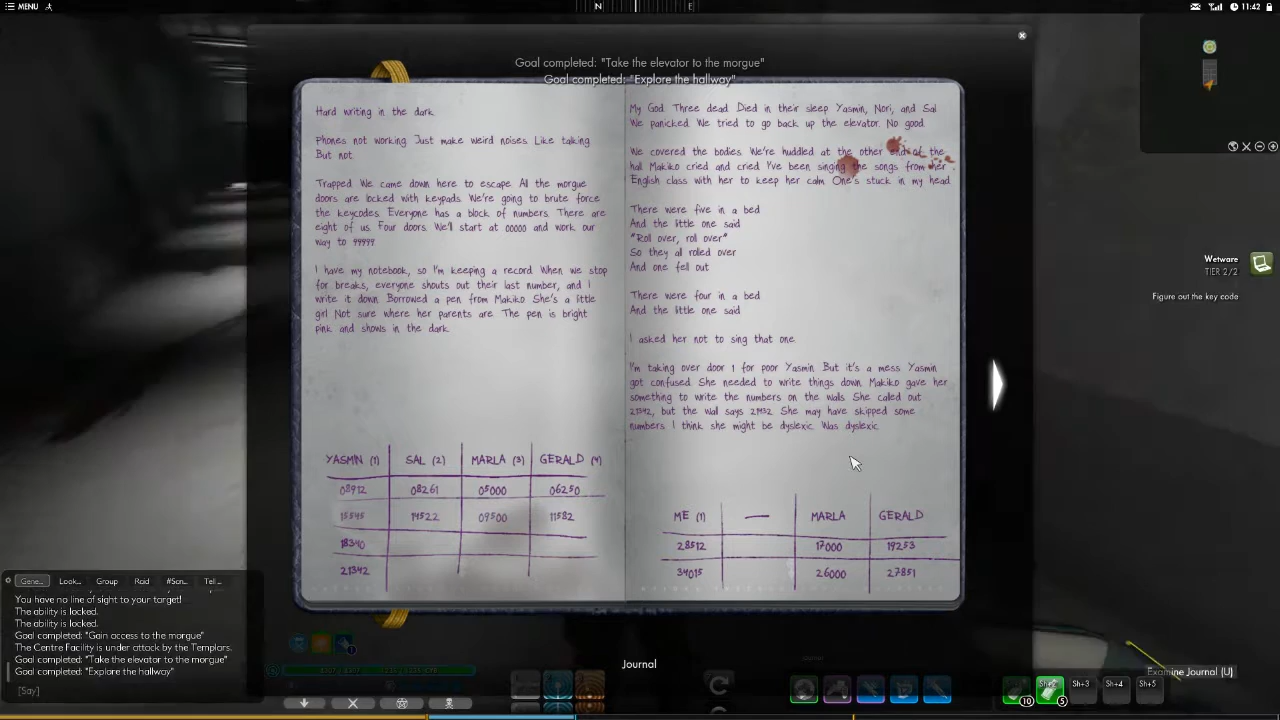 MENU
N
E
11:42
Goal completed: "Take the elevator to the morgue"
Goal completed: "Explore the hallway"
Hard writing in the dark.
Phones not working. Just make weird noises. Like talking.
But not.
Trapped. We came down here to escape. All the morgue
doors are locked with keypads. We're going to brute force
the keycodes. Everyone has a block of numbers. There are
eight of us. Four doors. We'll start at 00000 and work our
way to 99999
I have my notebook, so I'm keeping a record. When we stop
for breaks, everyone shouts out their last number, and I
write it down. Borrowed a pen from Makiko. She's a little
girl. Not sure where her parents are. The pen is bright
pink and shows in the dark.
YASMIN (1) SAL (2) MARLA (3) GERALD (4)
08912 08261 05000 06250
15545 14522 09500 11582
18340
21342
My God. Three dead. Died in their sleep. Yasmin, Nori, and Sal.
We panicked. We tried to go back up the elevator. No good.
We covered the bodies. We're huddled at the other ends of the
hall. Makiko cried and cried. I've been singing the songs from her
English class with her to keep her calm. One's stuck in my head.
There were five in a bed
And the little one said
"Roll over, roll over"
So they all rolled over
And one fell out
There were four in a bed
And the little one said
I asked her not to sing that one.
I'm taking over door 1 for poor Yasmin. But it's a mess. Yasmin
got confused. She needed to write things down. Makiko gave her
something to write the numbers on the walls. She called out
21342, but the wall says 21432. She may have skipped some
numbers. I think she might be dyslexic. Was dyslexic.
ME (1) — MARLA GERALD
28512 17000 19253
34015 26000 27851
Wetware
TIER 2/2
Figure out the key code
Gene... Look... Group Raid #San... Tell...
You have no line of sight to your target!
The ability is locked.
The ability is locked.
Goal completed: "Gain access to the morgue"
The Centre Facility is under attack by the Templars.
Goal completed: "Take the elevator to the morgue"
Goal completed: "Explore the hallway"
[Say]
Journal
Examine Journal (U)
Sh+2 Sh+3 Sh+4 Sh+5
10 5